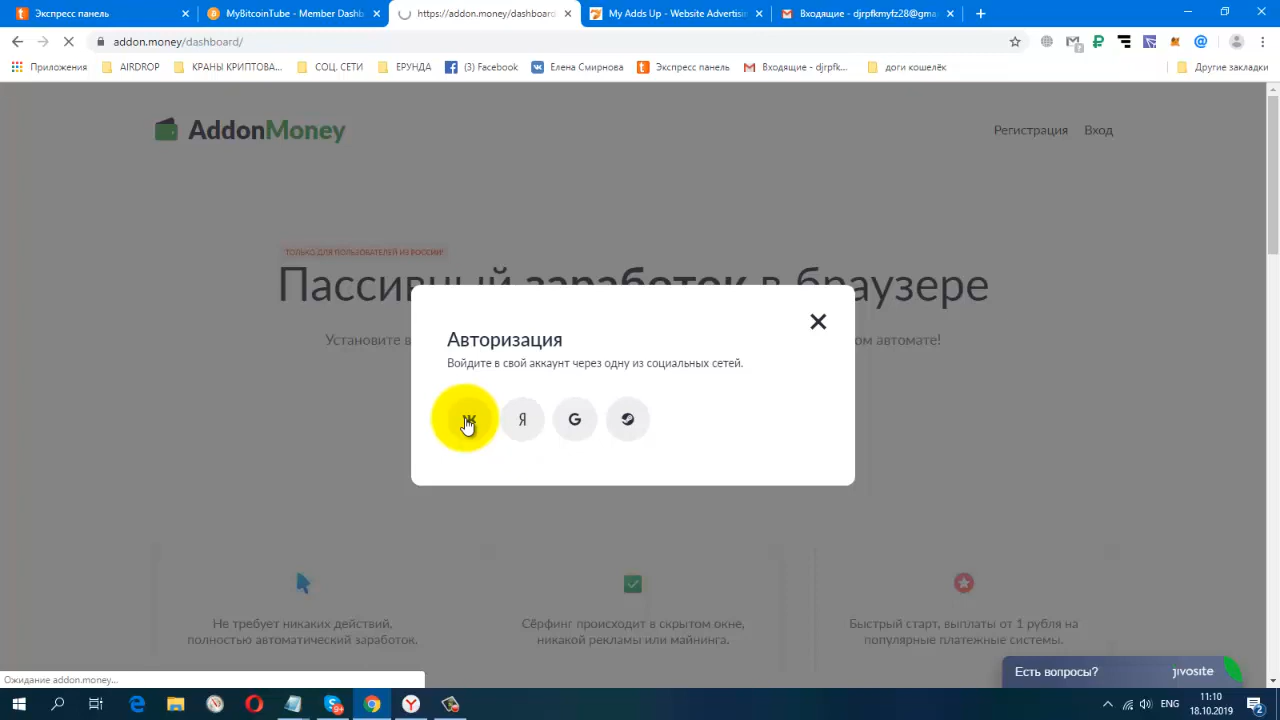 Экспресс панель
MyBitcoinTube - Member Dashb
https://addon.money/dashboard/
My Adds Up - Website Advertisin
Входящие - djrpfkmyfz28@gma
addon.money/dashboard/
Приложения
AIRDROP
КРАНЫ КРИПТОВА...
СОЦ. СЕТИ
ЕРУНДА
(3) Facebook
Елена Смирнова
Экспресс панель
Входящие - djrpfk...
доги кошелёк
Другие закладки
AddonMoney
Регистрация
Вход
ТОЛЬКО ДЛЯ ПОЛЬЗОВАТЕЛЕЙ ИЗ РОССИИ!
Пассивный заработок в браузере
Установите в
ом автомате!
Авторизация
Войдите в свой аккаунт через одну из социальных сетей.
Я
G
Не требует никаких действий,
полностью автоматический заработок.
Сёрфинг происходит в скрытом окне,
никакой рекламы или майнинга.
Быстрый старт, выплаты от 1 рубля на
популярные платежные системы.
Есть вопросы?
jivosite
Ожидание addon.money...
ENG
11:10
18.10.2019